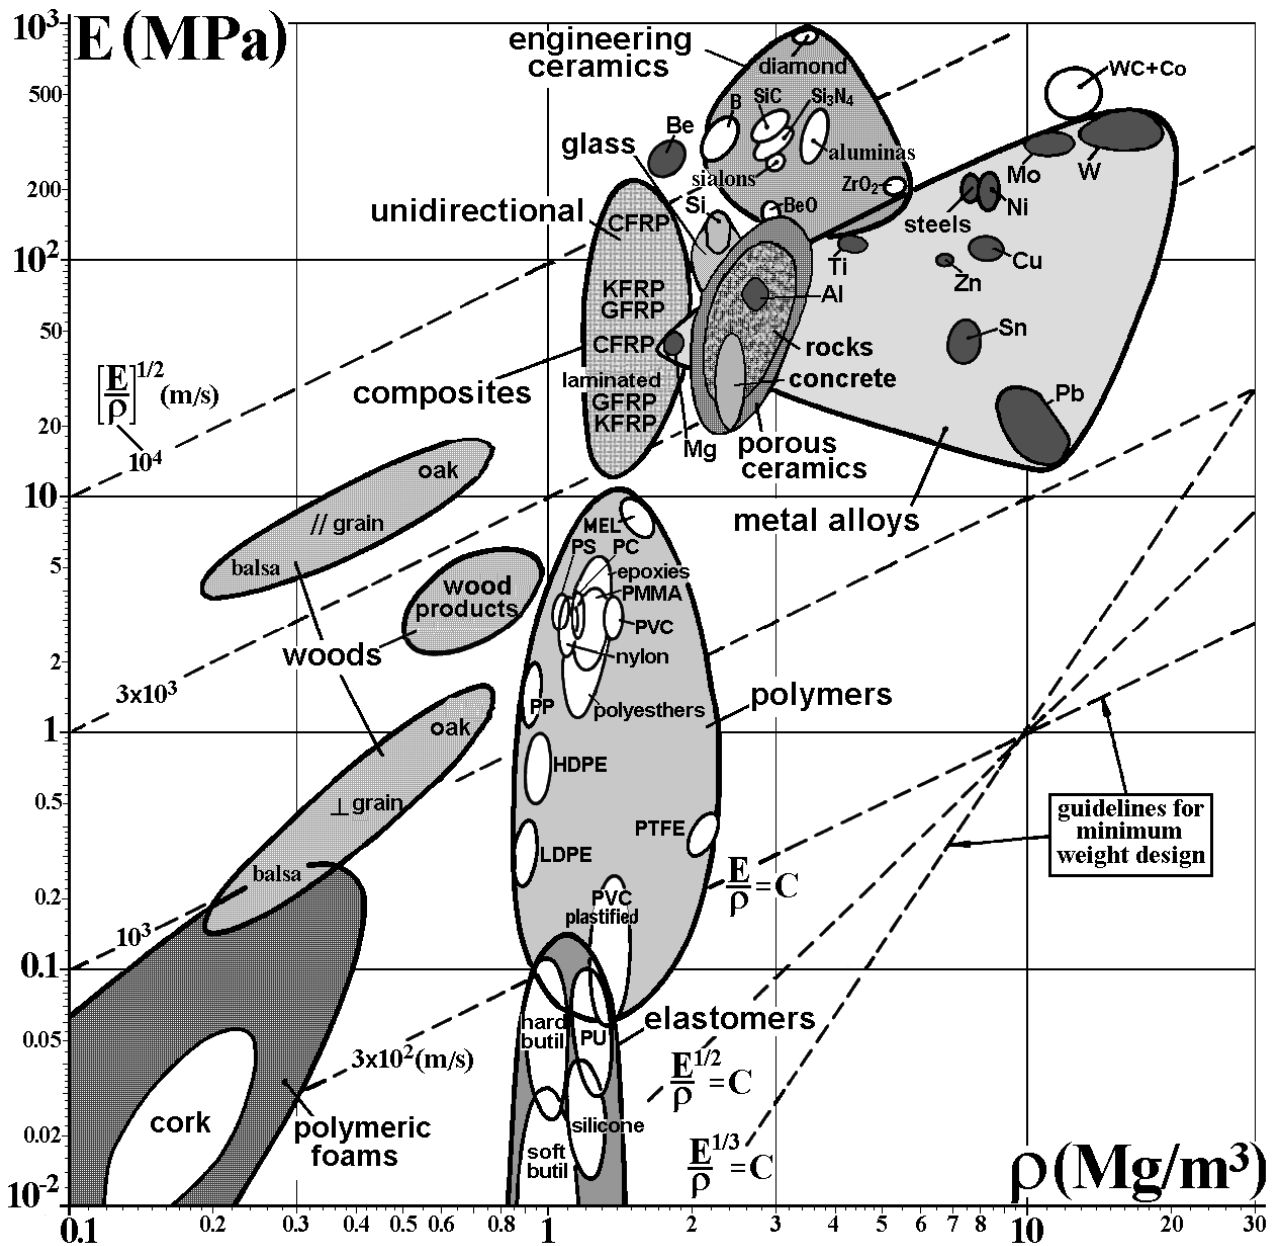 E (MPa)
10³
500
200
10²
50
20
10
5
2
1
0.5
0.2
0.1
0.05
0.02
10⁻²
engineering
ceramics
diamond
WC+Co
B
SiC
Si₃N₄
Be
glass
aluminas
sialons
ZrO₂
Mo
W
unidirectional
CFRP
Si
BeO
steels
Ni
Ti
Cu
Zn
KFRP
GFRP
Al
Sn
CFRP
rocks
composites
laminated
GFRP
KFRP
concrete
Pb
[E/ρ]^1/2 (m/s)
10⁴
Mg
porous
ceramics
oak
// grain
balsa
metal alloys
MEL
PS
PC
epoxies
PMMA
PVC
nylon
polyesthers
wood
products
woods
3x10³
PP
polymers
oak
HDPE
⊥ grain
PTFE
LDPE
balsa
guidelines for
minimum
weight design
E/ρ=C
PVC
plastified
10³
hard
butil
PU
elastomers
3x10²(m/s)
E^1/2/ρ=C
cork
polymeric
foams
silicone
soft
butil
E^1/3/ρ=C
ρ (Mg/m³)
0.1
0.2
0.3
0.4
0.5
0.6
0.8
1
2
3
4
5
6
7
8
10
20
30